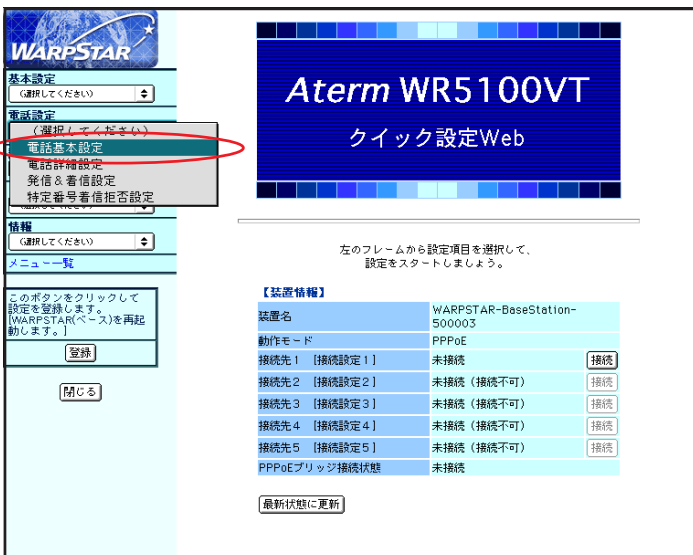 WARPSTAR
基本設定
(選択してください)
電話設定
(選択してください)
電話基本設定
電話詳細設定
発信&着信設定
特定番号着信拒否設定
情報
(選択してください)
メニュー一覧
このボタンをクリックして
設定を登録します。
[WARPSTAR(ベース)を再起
動します。]
登録
閉じる
Aterm WR5100VT
クイック設定Web
左のフレームから設定項目を選択して、
設定をスタートしましょう。
【装置情報】
装置名 WARPSTAR-BaseStation-
500003
動作モード PPPoE
接続先1 [接続設定1] 未接続 接続
接続先2 [接続設定2] 未接続(接続不可) 接続
接続先3 [接続設定3] 未接続(接続不可) 接続
接続先4 [接続設定4] 未接続(接続不可) 接続
接続先5 [接続設定5] 未接続(接続不可) 接続
PPPoEブリッジ接続状態 未接続
最新状態に更新